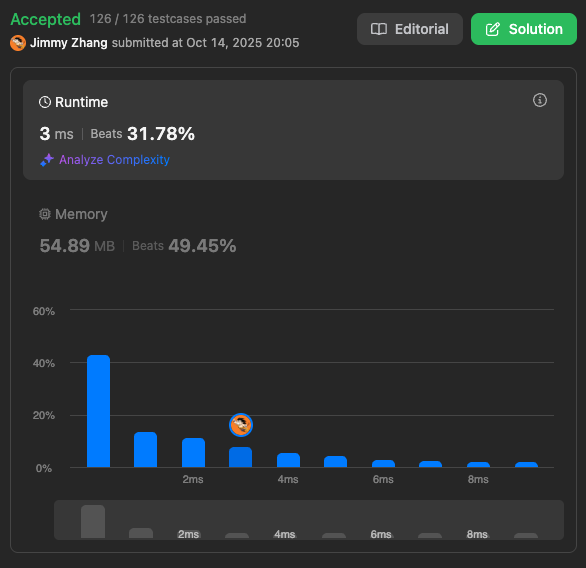 Accepted 126 / 126 testcases passed
Jimmy Zhang submitted at Oct 14, 2025 20:05
Editorial
Solution
Runtime
3 ms Beats 31.78%
Analyze Complexity
Memory
54.89 MB Beats 49.45%
60%
40%
20%
0%
2ms 4ms 6ms 8ms
2ms 4ms 6ms 8ms